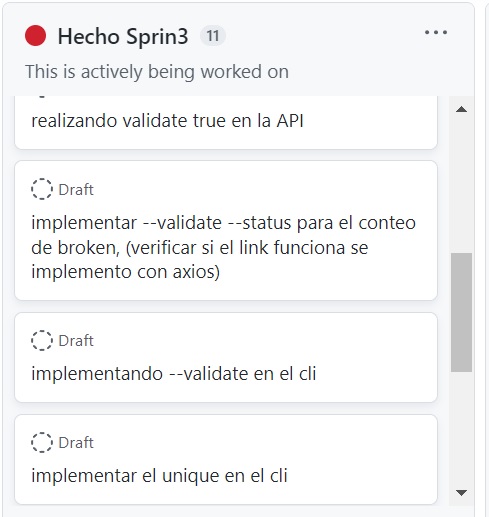 Hecho Sprin3 11
This is actively being worked on
realizando validate true en la API
Draft
implementar --validate --status para el conteo
de broken, (verificar si el link funciona se
implemento con axios)
Draft
implementando --validate en el cli
Draft
implementar el unique en el cli